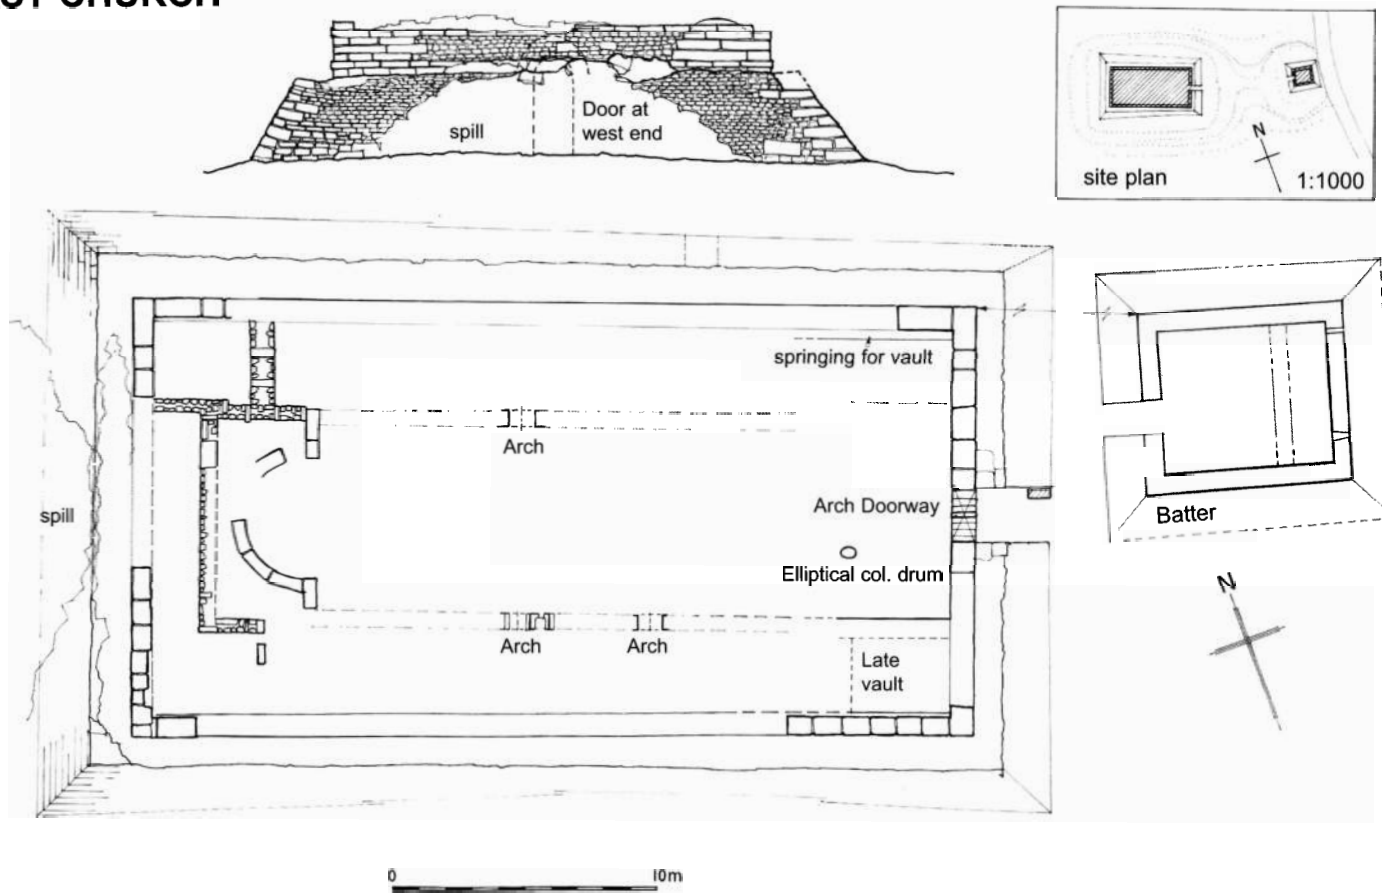 CHURCH
Door at
west end
spill
N
site plan
1:1000
springing for vault
Arch
spill
Arch Doorway
Batter
Elliptical col. drum
N
Arch
Arch
Late
vault
0
10m